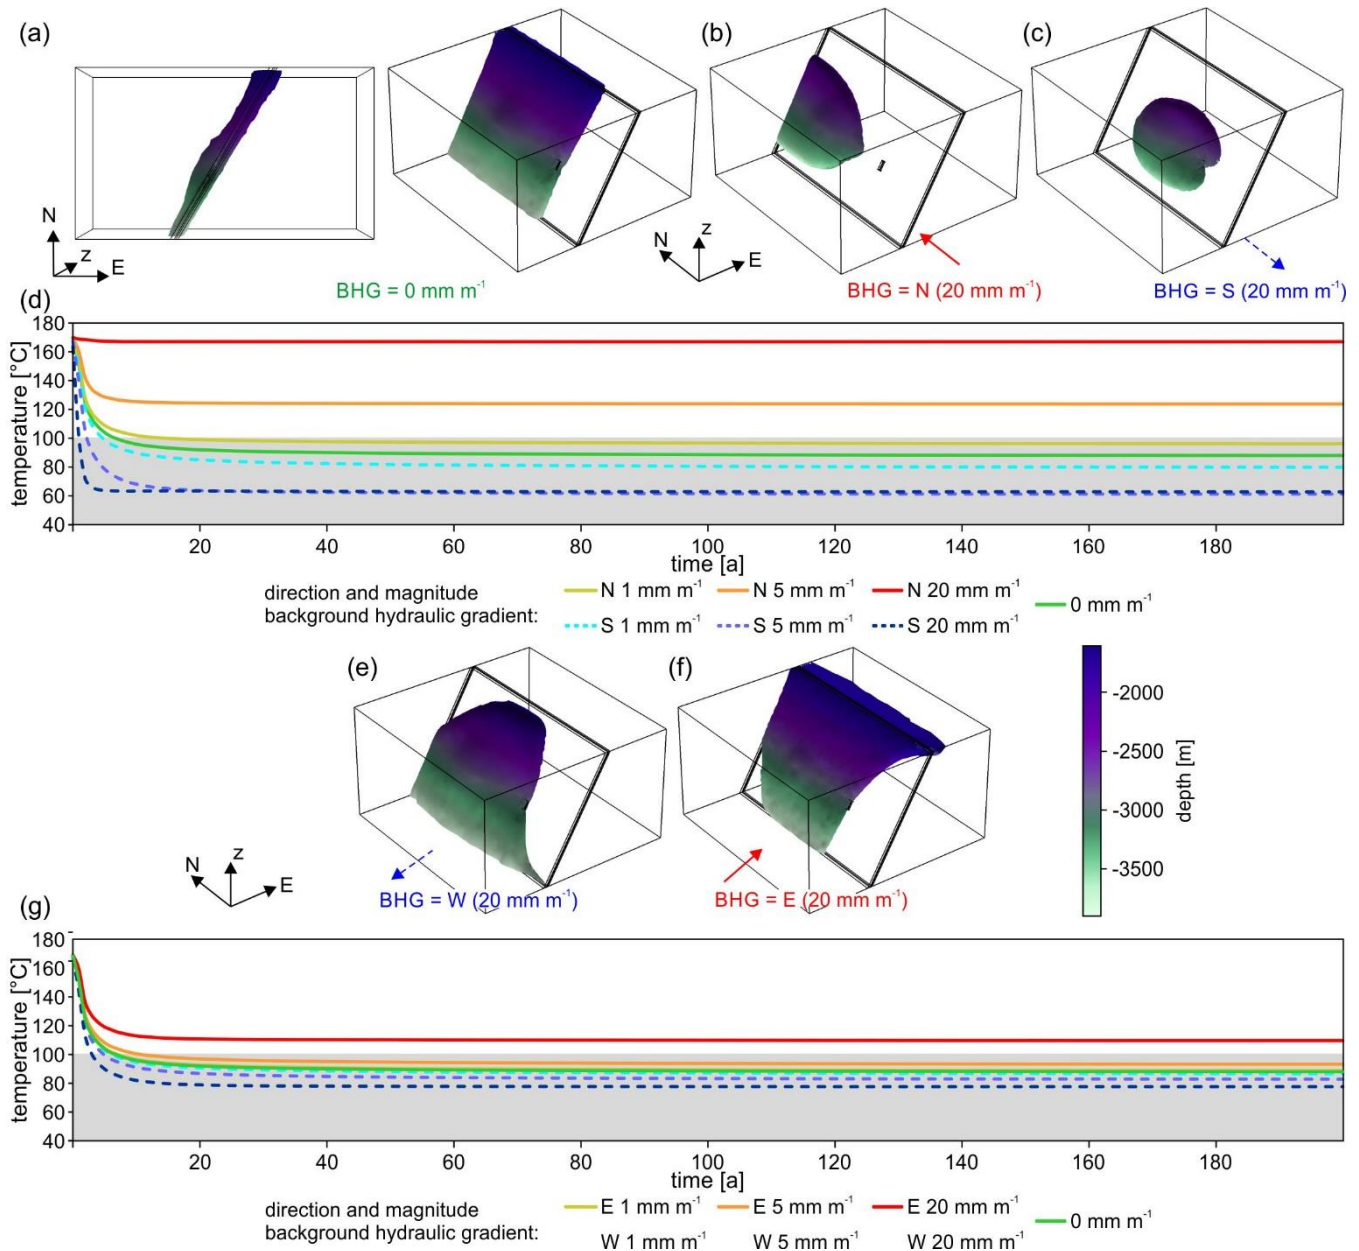 (a)
(b)
(c)
N
z
E
N
z
E
BHG = 0 mm m⁻¹
BHG = N (20 mm m⁻¹)
BHG = S (20 mm m⁻¹)
(d)
temperature [°C]
180
160
140
120
100
80
60
40
20 40 60 80 100 120 140 160 180
time [a]
direction and magnitude
background hydraulic gradient:
N 1 mm m⁻¹ N 5 mm m⁻¹ N 20 mm m⁻¹ 0 mm m⁻¹
S 1 mm m⁻¹ S 5 mm m⁻¹ S 20 mm m⁻¹
(e)
(f)
N
z
E
BHG = W (20 mm m⁻¹)
BHG = E (20 mm m⁻¹)
-2000
-2500
-3000
-3500
depth [m]
(g)
temperature [°C]
180
160
140
120
100
80
60
40
20 40 60 80 100 120 140 160 180
time [a]
direction and magnitude
background hydraulic gradient:
E 1 mm m⁻¹ E 5 mm m⁻¹ E 20 mm m⁻¹ 0 mm m⁻¹
W 1 mm m⁻¹ W 5 mm m⁻¹ W 20 mm m⁻¹